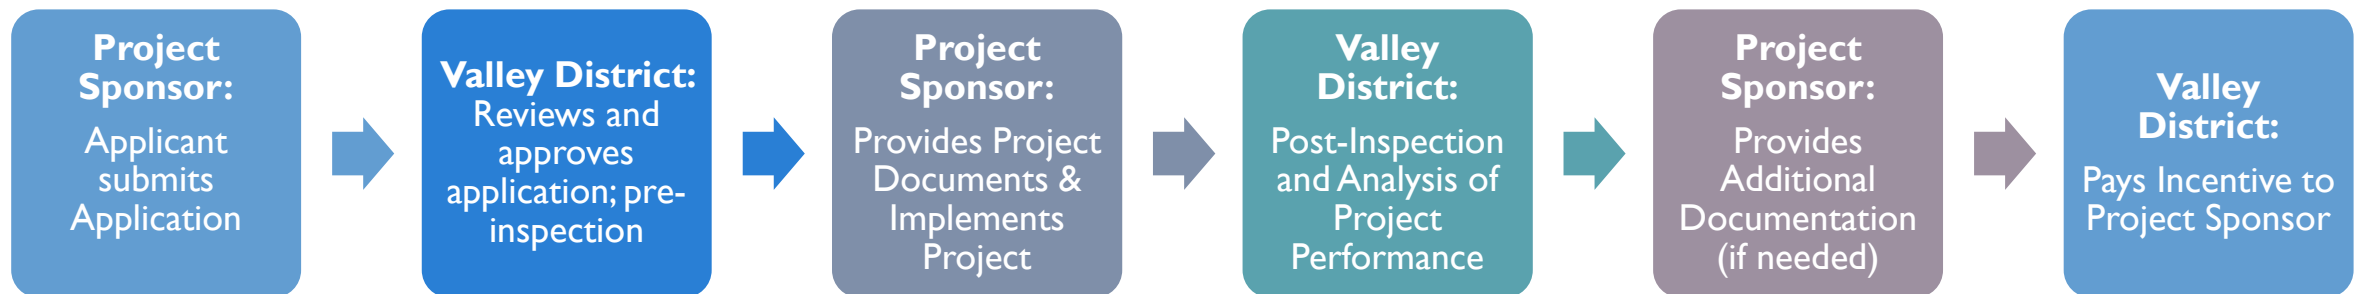 Project
Sponsor:
Applicant
submits
Application
Valley District:
Reviews and
approves
application; pre-
inspection
Project
Sponsor:
Provides Project
Documents &
Implements
Project
Valley
District:
Post-Inspection
and Analysis of
Project
Performance
Project
Sponsor:
Provides
Additional
Documentation
(if needed)
Valley
District:
Pays Incentive to
Project Sponsor